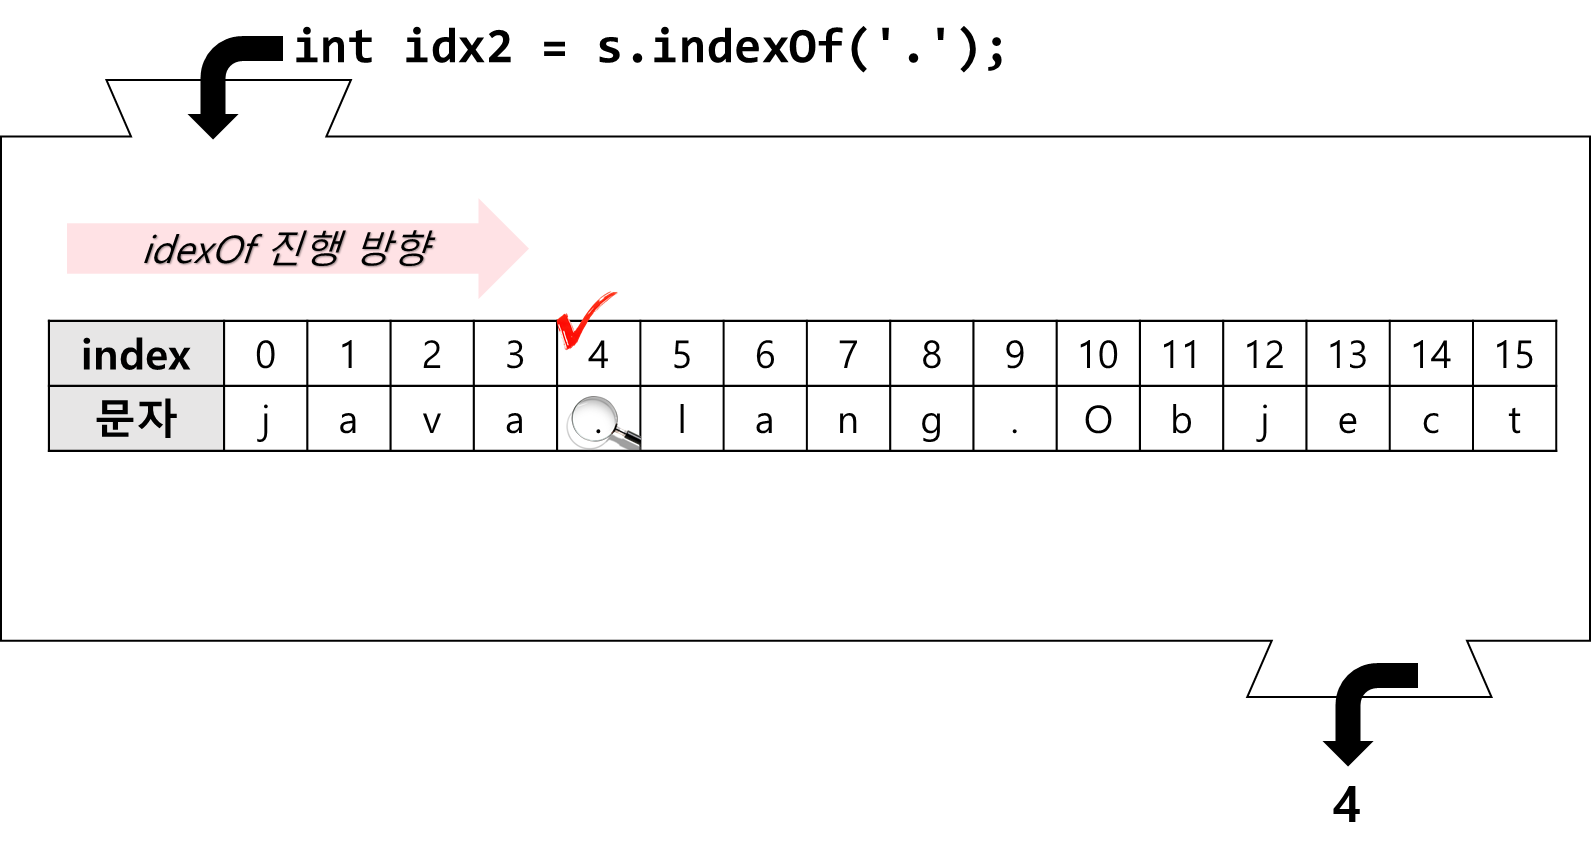 int idx2 = s.indexOf('.');
idexOf 진행 방향
index 0 1 2 3 4 5 6 7 8 9 10 11 12 13 14 15
문자 j a v a . l a n g . O b j e c t
4